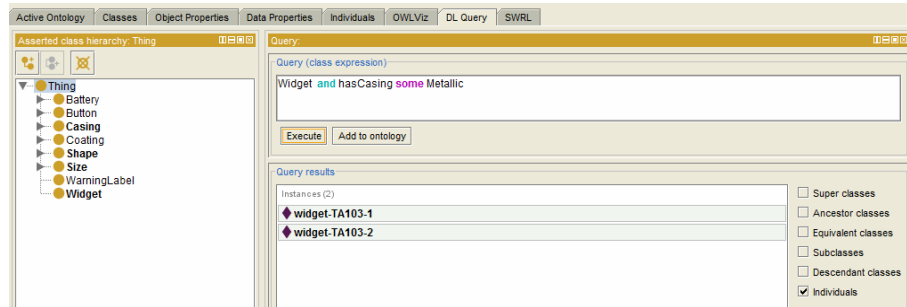 Active Ontology Classes Object Properties Data Properties Individuals OWLViz DL Query SWRL
Asserted class hierarchy: Thing
Thing
Battery
Button
Casing
Coating
Shape
Size
WarningLabel
Widget
Query:
Query (class expression)
Widget and hasCasing some Metallic
Execute Add to ontology
Query results
Instances (2)
widget-TA103-1
widget-TA103-2
Super classes
Ancestor classes
Equivalent classes
Subclasses
Descendant classes
Individuals